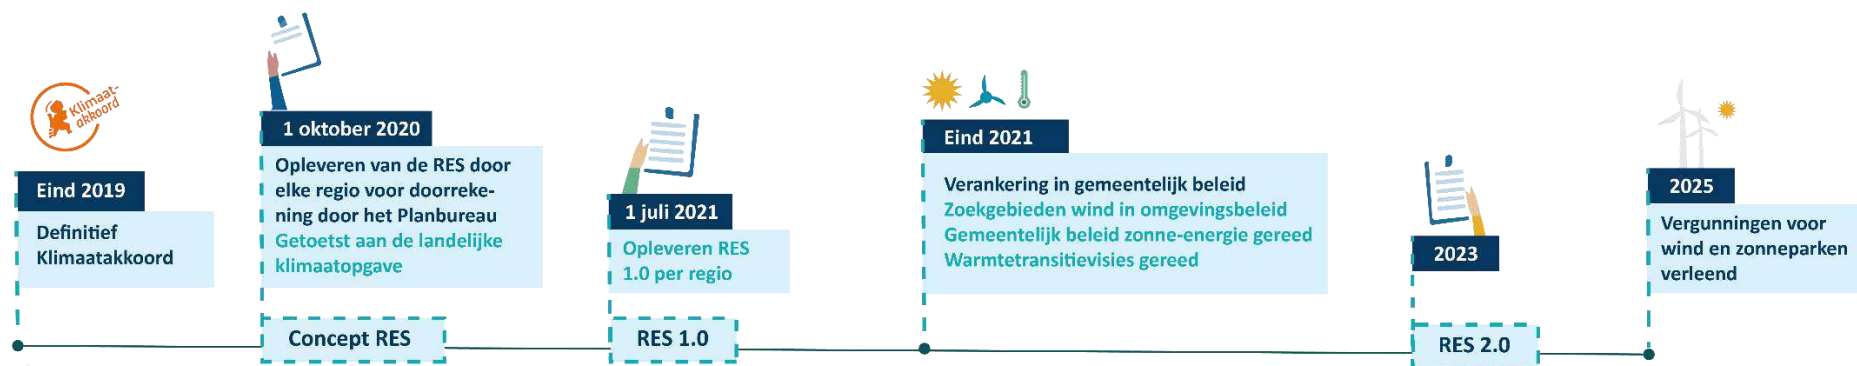 Klimaat-
akkoord
Eind 2019
Definitief
Klimaatakkoord
1 oktober 2020
Opleveren van de RES door
elke regio voor doorreke-
ning door het Planbureau
Getoetst aan de landelijke
klimaatopgave
Concept RES
1 juli 2021
Opleveren RES
1.0 per regio
RES 1.0
Eind 2021
Verankering in gemeentelijk beleid
Zoekgebieden wind in omgevingsbeleid
Gemeentelijk beleid zonne-energie gereed
Warmtetransitievisies gereed
2023
RES 2.0
2025
Vergunningen voor
wind en zonneparken
verleend